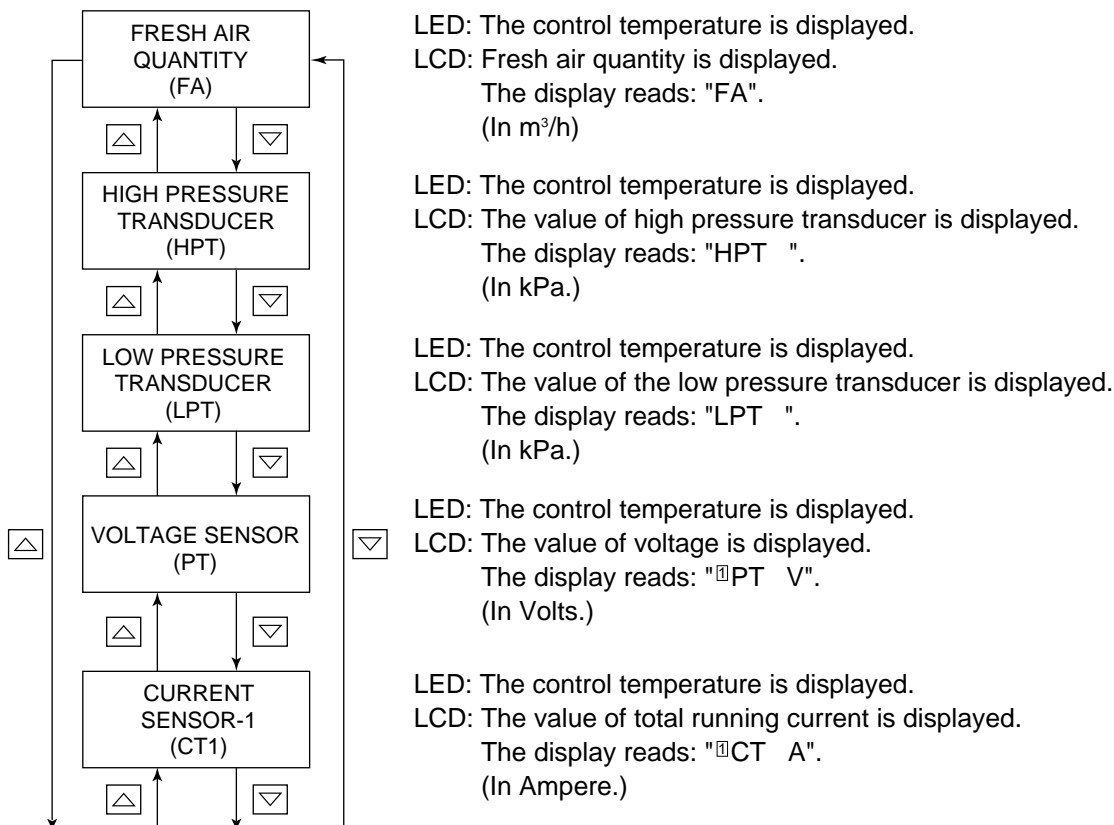 FRESH AIR
QUANTITY
(FA)
LED: The control temperature is displayed.
LCD: Fresh air quantity is displayed.
The display reads: "FA".
(In m³/h)
HIGH PRESSURE
TRANSDUCER
(HPT)
LED: The control temperature is displayed.
LCD: The value of high pressure transducer is displayed.
The display reads: "HPT ".
(In kPa.)
LOW PRESSURE
TRANSDUCER
(LPT)
LED: The control temperature is displayed.
LCD: The value of the low pressure transducer is displayed.
The display reads: "LPT ".
(In kPa.)
VOLTAGE SENSOR
(PT)
LED: The control temperature is displayed.
LCD: The value of voltage is displayed.
The display reads: "1PT V".
(In Volts.)
CURRENT
SENSOR-1
(CT1)
LED: The control temperature is displayed.
LCD: The value of total running current is displayed.
The display reads: "1CT A".
(In Ampere.)